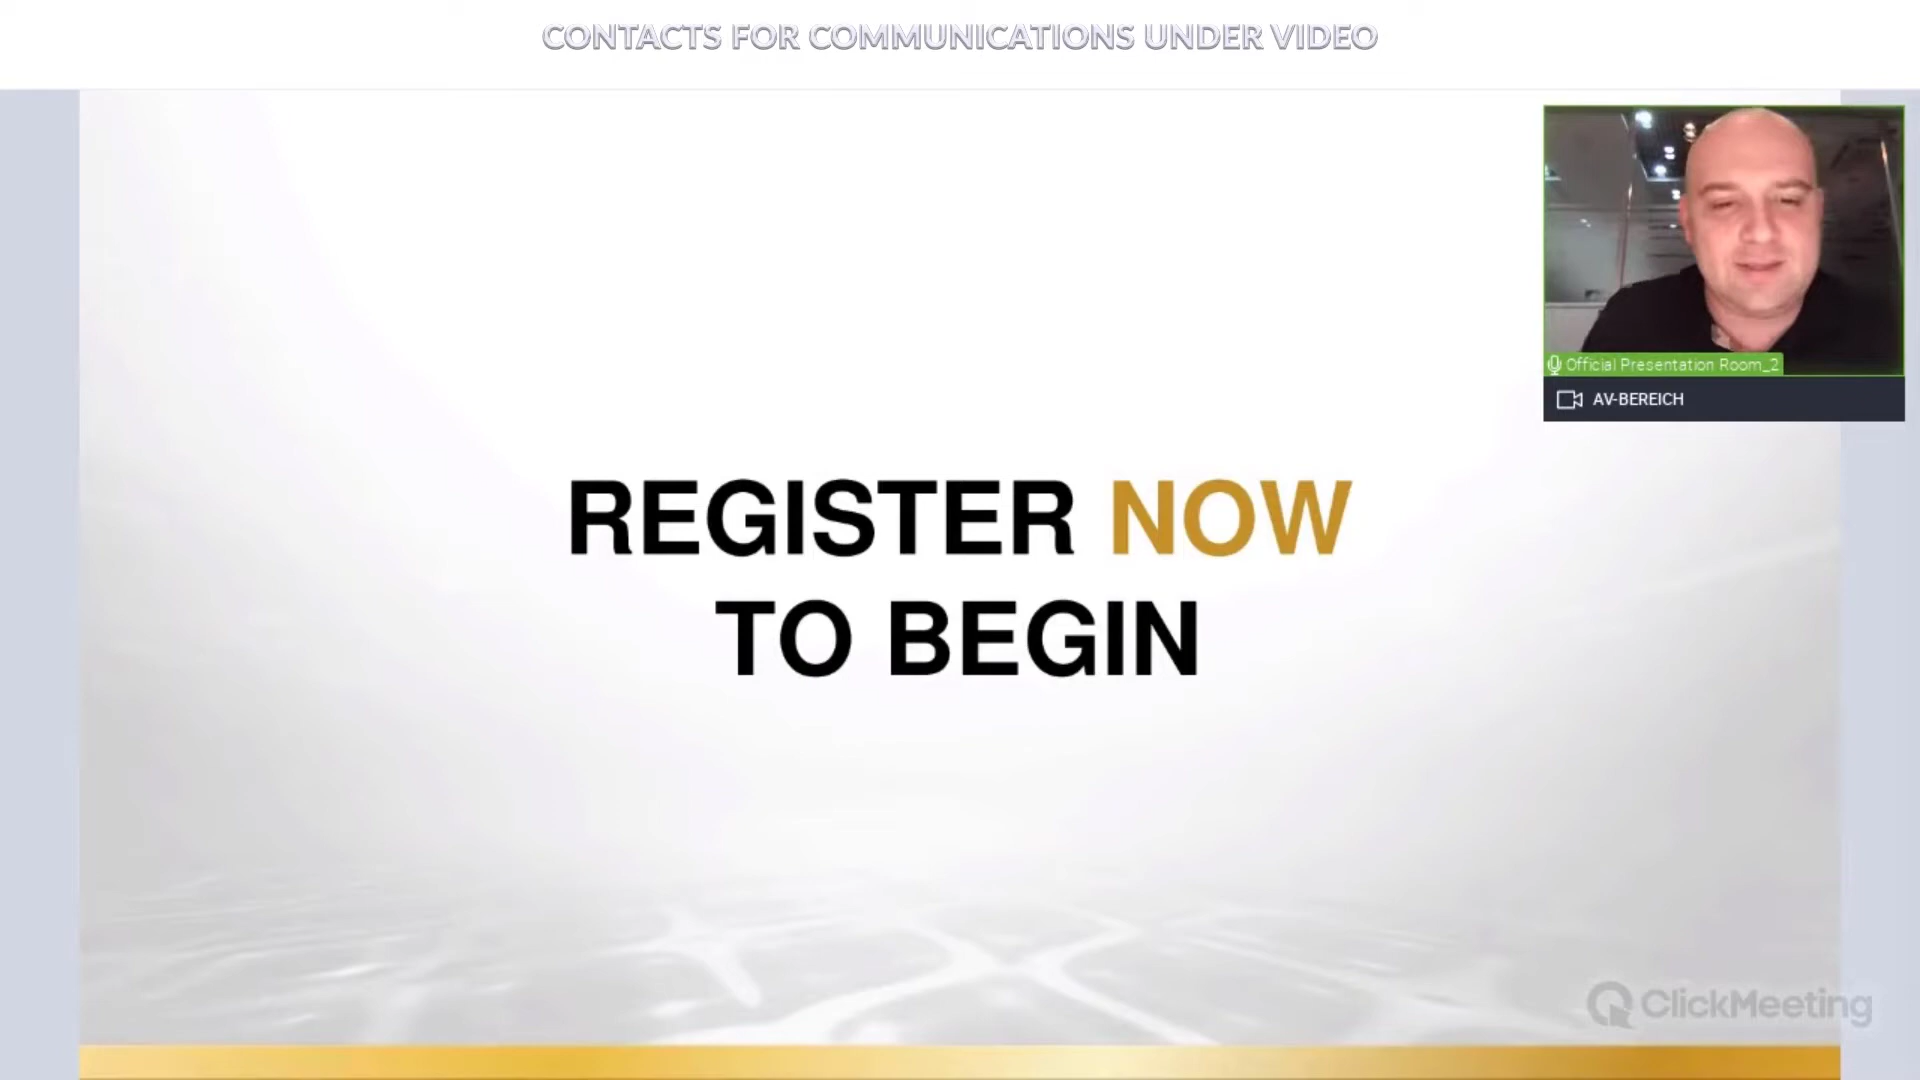 CONTACTS FOR COMMUNICATIONS UNDER VIDEO
Official Presentation Room_2
AV-BEREICH
REGISTER NOW
TO BEGIN
ClickMeeting